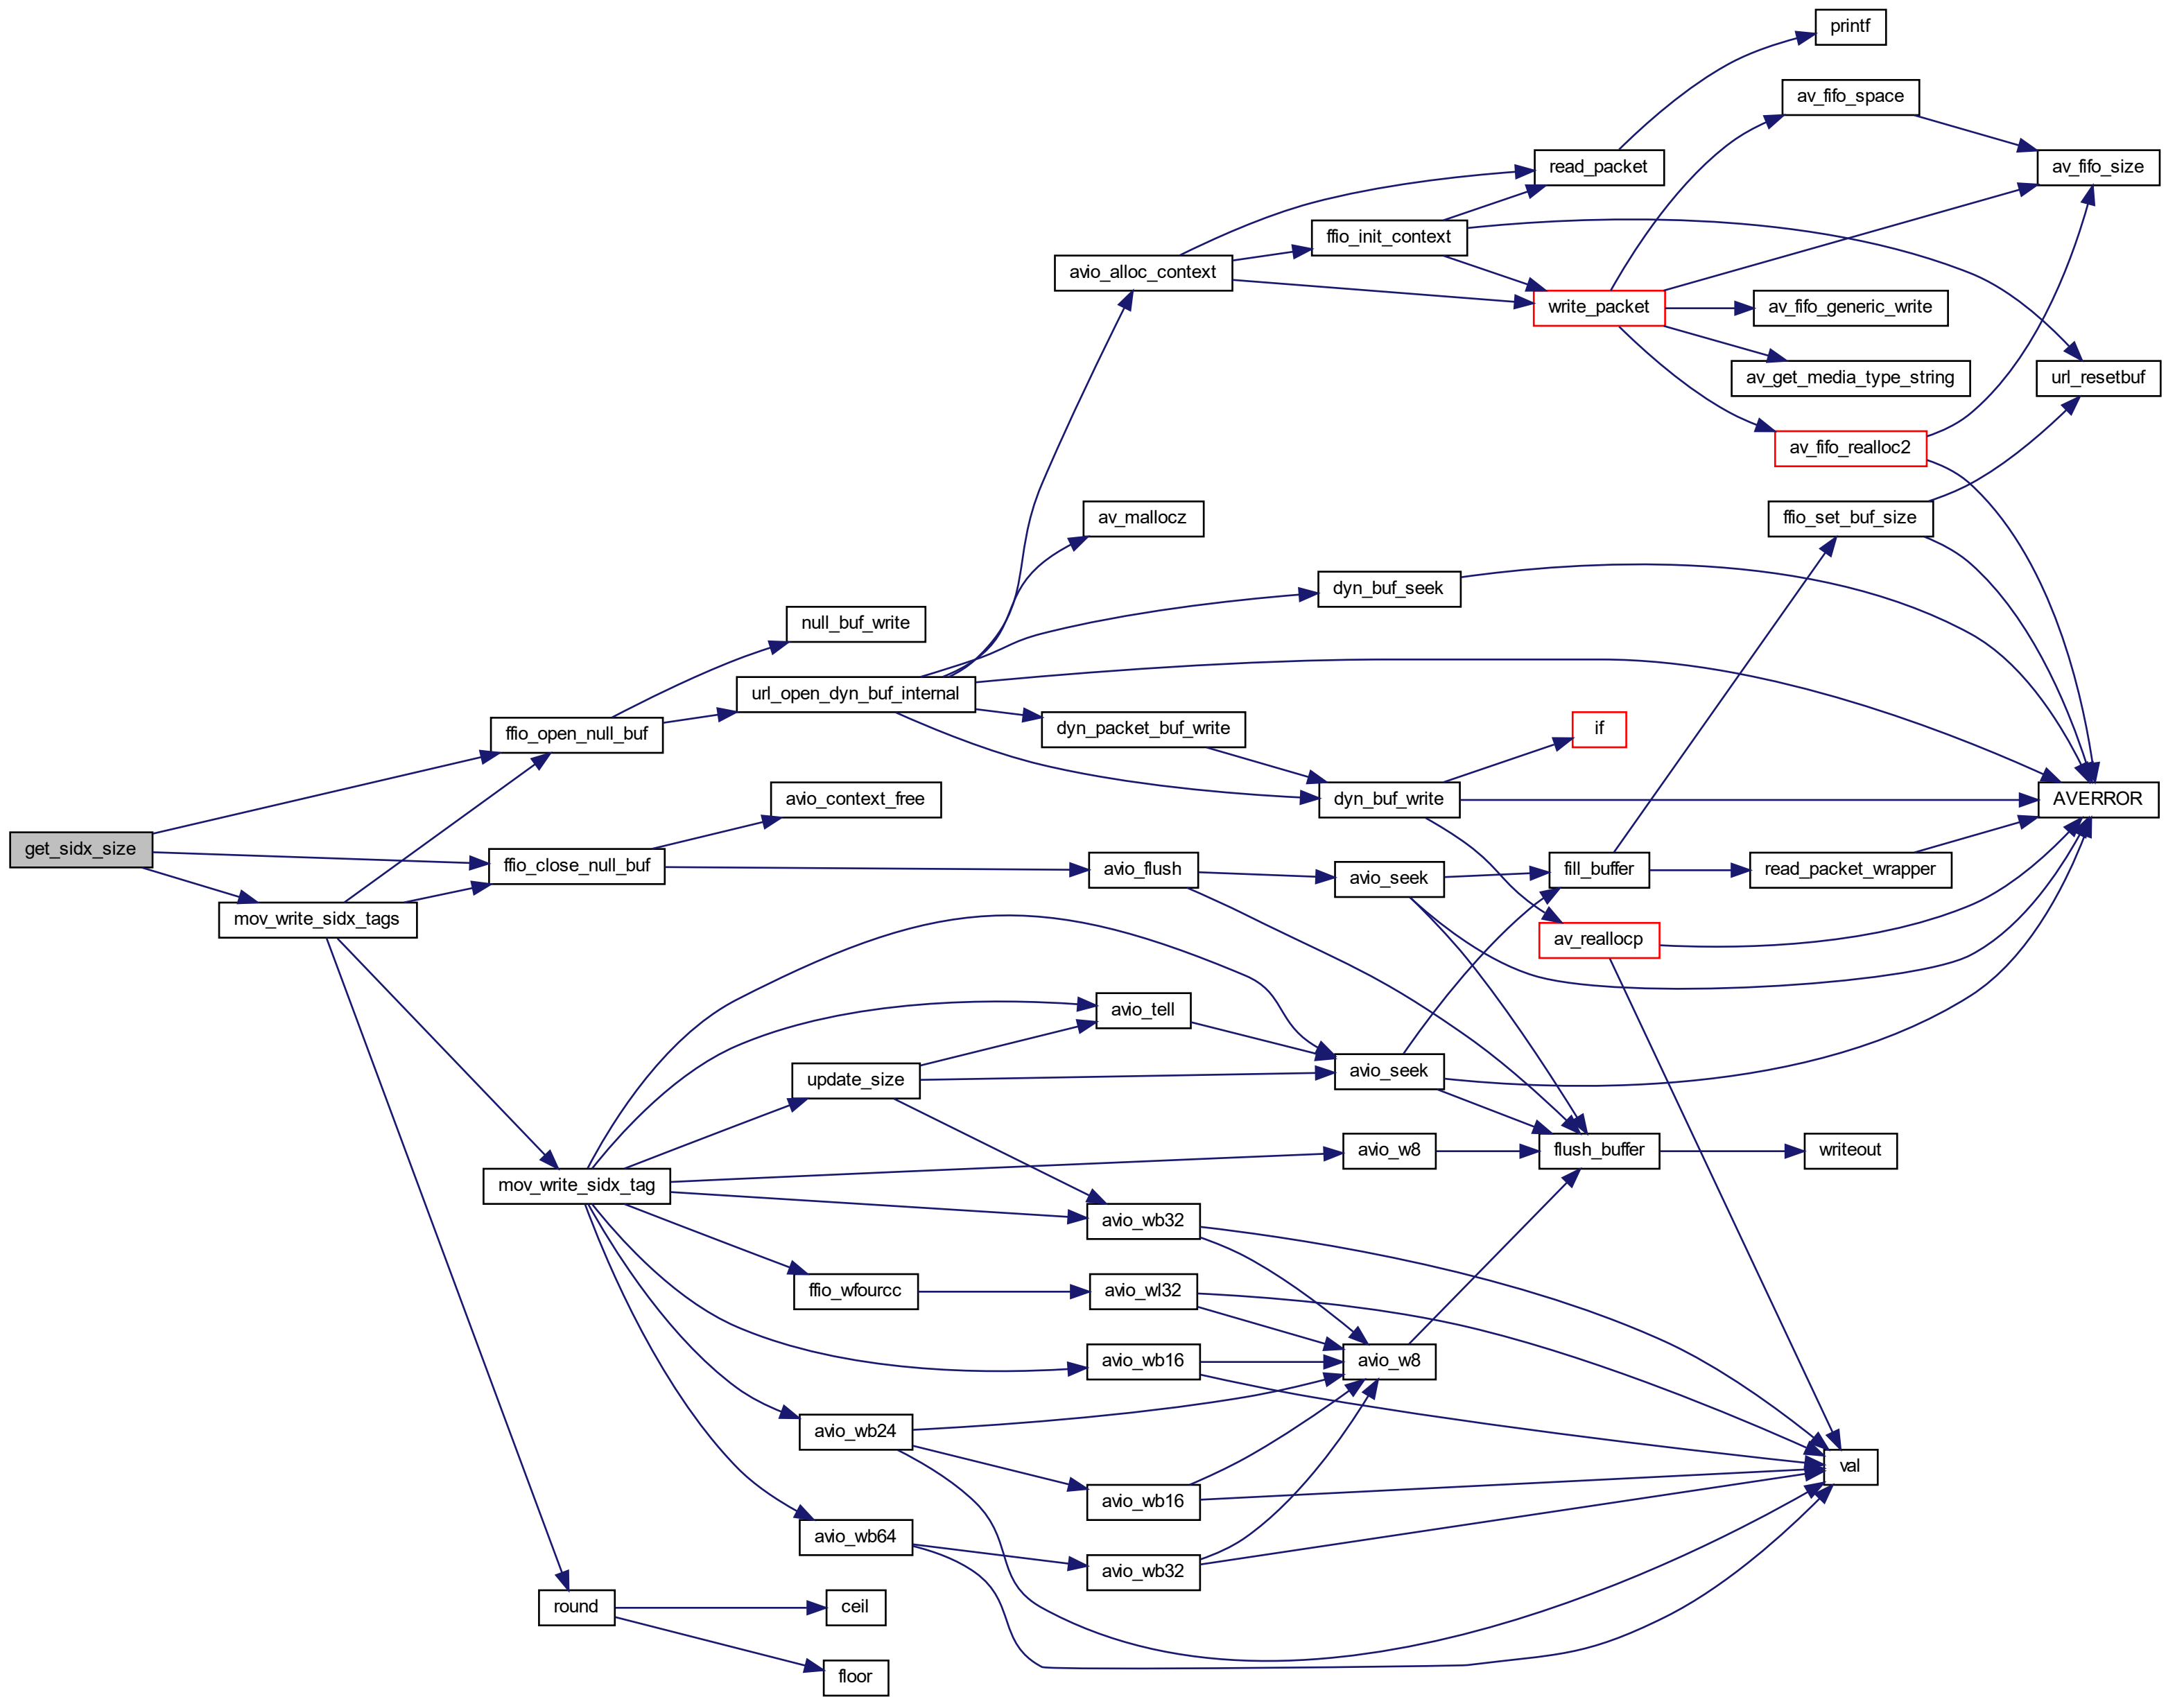 printf
av_fifo_space
read_packet
av_fifo_size
ffio_init_context
avio_alloc_context
write_packet
av_fifo_generic_write
av_get_media_type_string
url_resetbuf
av_fifo_realloc2
av_mallocz
ffio_set_buf_size
dyn_buf_seek
null_buf_write
url_open_dyn_buf_internal
ffio_open_null_buf
dyn_packet_buf_write
if
avio_context_free
dyn_buf_write
AVERROR
get_sidx_size
ffio_close_null_buf
avio_flush
avio_seek
fill_buffer
read_packet_wrapper
mov_write_sidx_tags
av_reallocp
avio_tell
update_size
avio_seek
avio_w8
flush_buffer
writeout
mov_write_sidx_tag
avio_wb32
ffio_wfourcc
avio_wl32
avio_wb16
avio_w8
avio_wb24
val
avio_wb16
avio_wb64
avio_wb32
round
ceil
floor